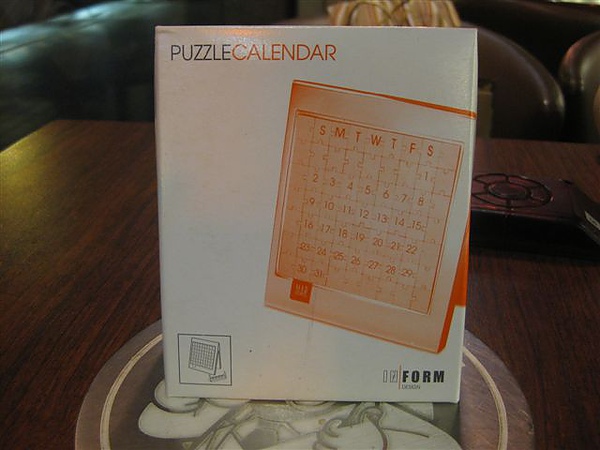 PUZZLECALENDAR
S M T W T F S
1
2 3 4 5 6 7 8
9 10 11 12 13 14 15
16 17 18 19 20 21 22
23 24 25 26 27 28 29
30 31
FORM
DESIGN